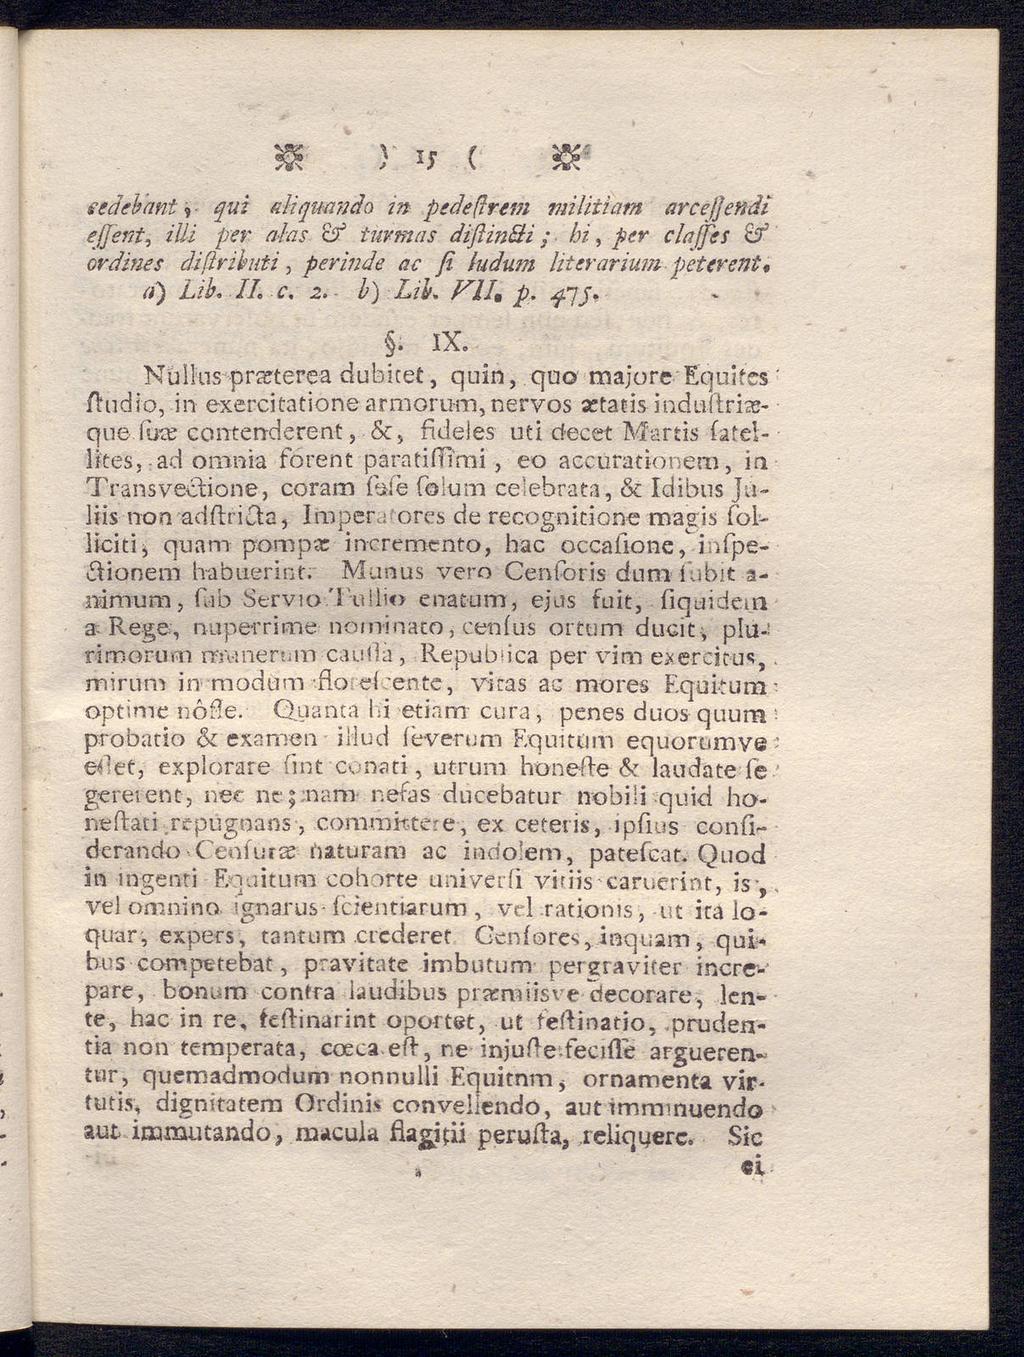 ❋ ) 15 ( ❋
cedebant, qui aliquando in pedeſtrem militiam arceſſendi
eſſent, illi per alas & turmas diſtincti; hi, per claſſes &
ordines diſtributi, perinde ac ſi ludum literarium peterent.
a) Lib. II. c. 2. b) Lib. VII. p. 475.
§. IX.
Nullus præterea dubitet, quin, quo majore Equites
ſtudio, in exercitatione armorum, nervos ætatis induſtriæ-
que ſuæ contenderent, &, fideles uti decet Martis ſatel-
lites, ad omnia forent paratiſſimi, eo accurationem, in
Transvectione, coram ſeſe ſolum celebrata, & Idibus Ju-
liis non adſtricta, Imperatores de recognitione magis ſol-
liciti, quam pompæ incremento, hac occaſione, inſpe-
ctionem habuerint. Munus vero Cenſoris dum ſubit a-
nimum, ſub Servio Tullio enatum, ejus fuit, ſiquidem
a Rege, nuperrime nominato, cenſus ortum ducit, plu-
rimorum munerum cauſſa, Republica per vim exercitus,
mirum in modum floreſcente, vitas ac mores Equitum
optime nôſſe. Quanta hi etiam cura, penes duos quum
probatio & examen illud ſeverum Equitum equorumve
eſſet, explorare ſint conati, utrum honeſte & laudate ſe
gererent, nec ne; nam nefas ducebatur nobili quid ho-
neſtati repugnans, committere, ex ceteris, ipſius conſi-
derando Cenſuræ naturam ac indolem, pateſcat. Quod
in ingenti Equitum cohorte univerſi vitiis caruerint, is,
vel omnino ignarus ſcientiarum, vel rationis, ut ita lo-
quar, expers, tantum crederet. Cenſores, inquam, qui-
bus competebat, pravitate imbutum pergraviter incre-
pare, bonum contra laudibus præmiisve decorare, len-
te, hac in re, feſtinarint oportet, ut feſtinatio, pruden-
tia non temperata, cœca eſt, ne injuſte feciſſe argueren-
tur, quemadmodum nonnulli Equitnm, ornamenta vir-
tutis, dignitatem Ordinis convellendo, aut imminuendo
aut immutando, macula flagitii peruſta, reliquere. Sic
ei